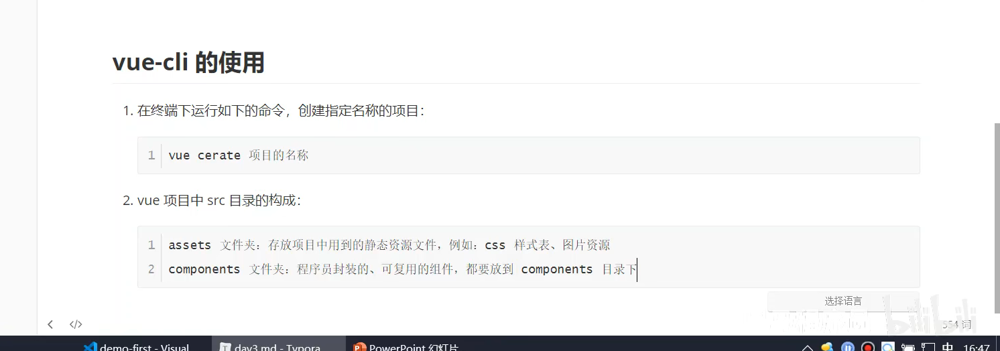 vue-cli 的使用
1. 在终端下运行如下的命令，创建指定名称的项目：
1 vue cerate 项目的名称
2. vue 项目中 src 目录的构成：
1 assets 文件夹：存放项目中用到的静态资源文件，例如：css 样式表、图片资源
2 components 文件夹：程序员封装的、可复用的组件，都要放到 components 目录下
选择语言
bilibili
554 词
demo-first - Visual
day3.md - Typora
PowerPoint 幻灯片
中
16:47